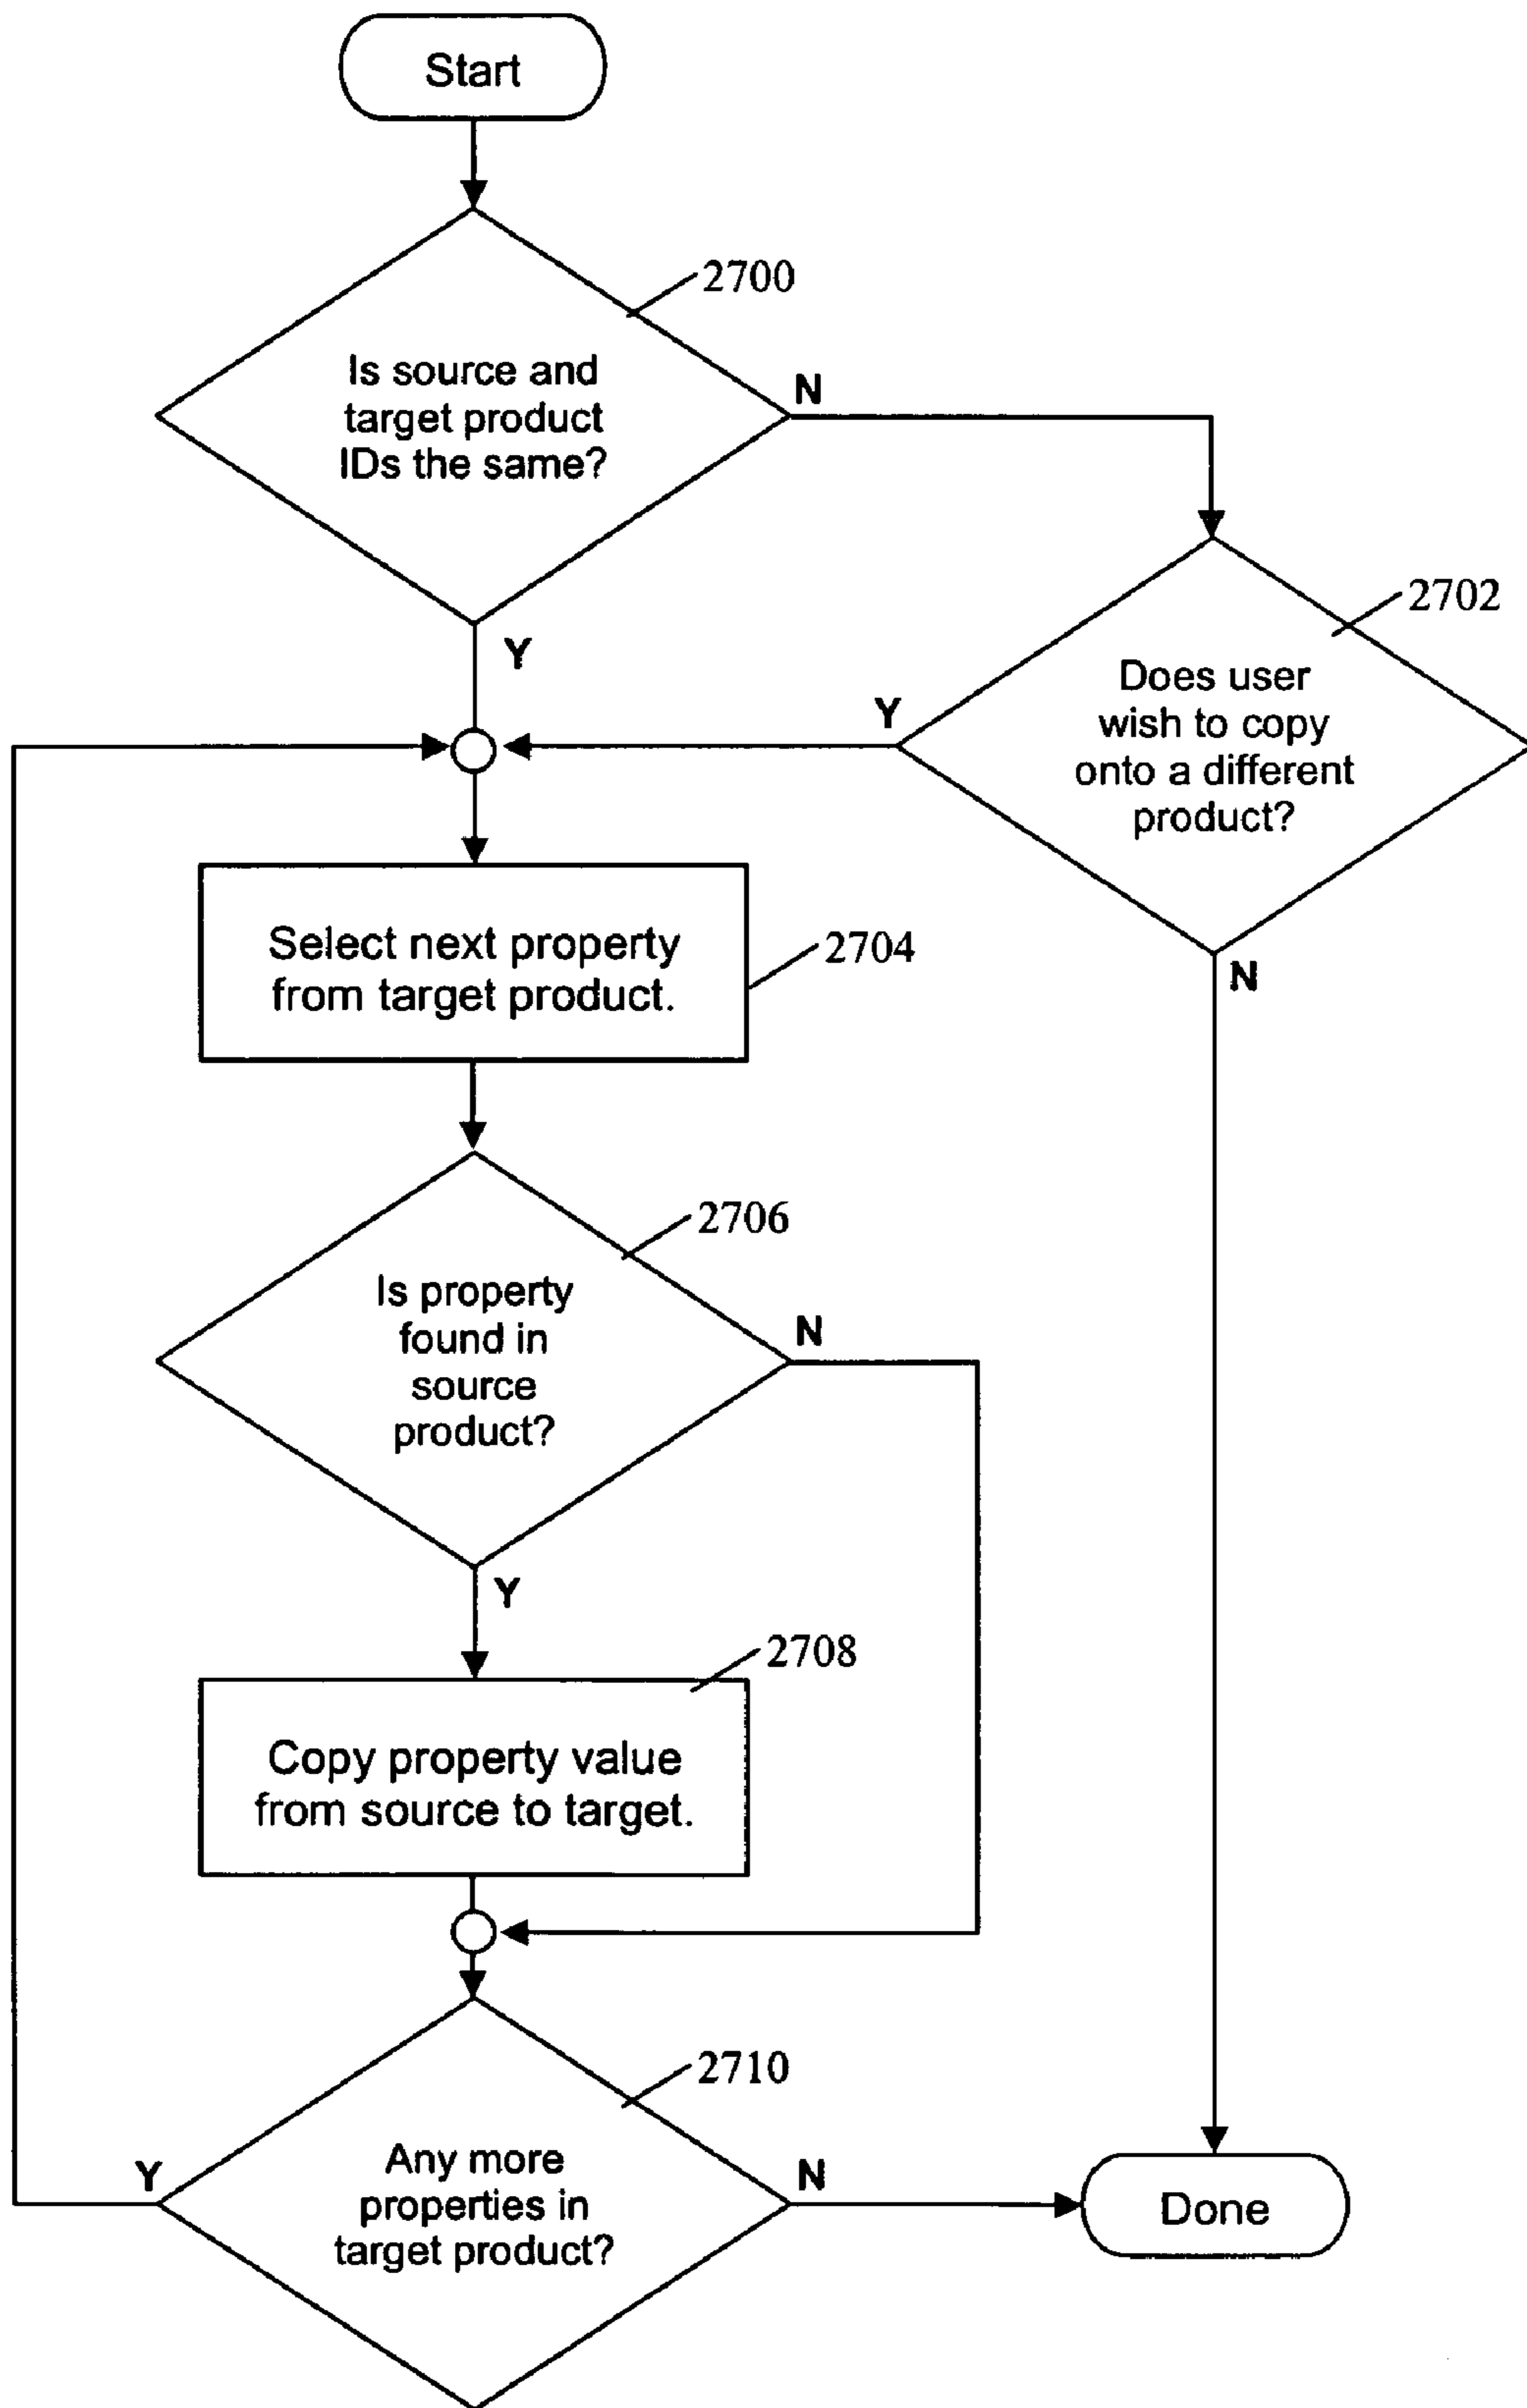 Start
2700
Is source and
target product
IDs the same?
N
Y
2702
Does user
wish to copy
onto a different
product?
Y
N
Select next property
from target product.
2704
2706
Is property
found in
source
product?
N
Y
2708
Copy property value
from source to target.
2710
Any more
properties in
target product?
Y
N
Done